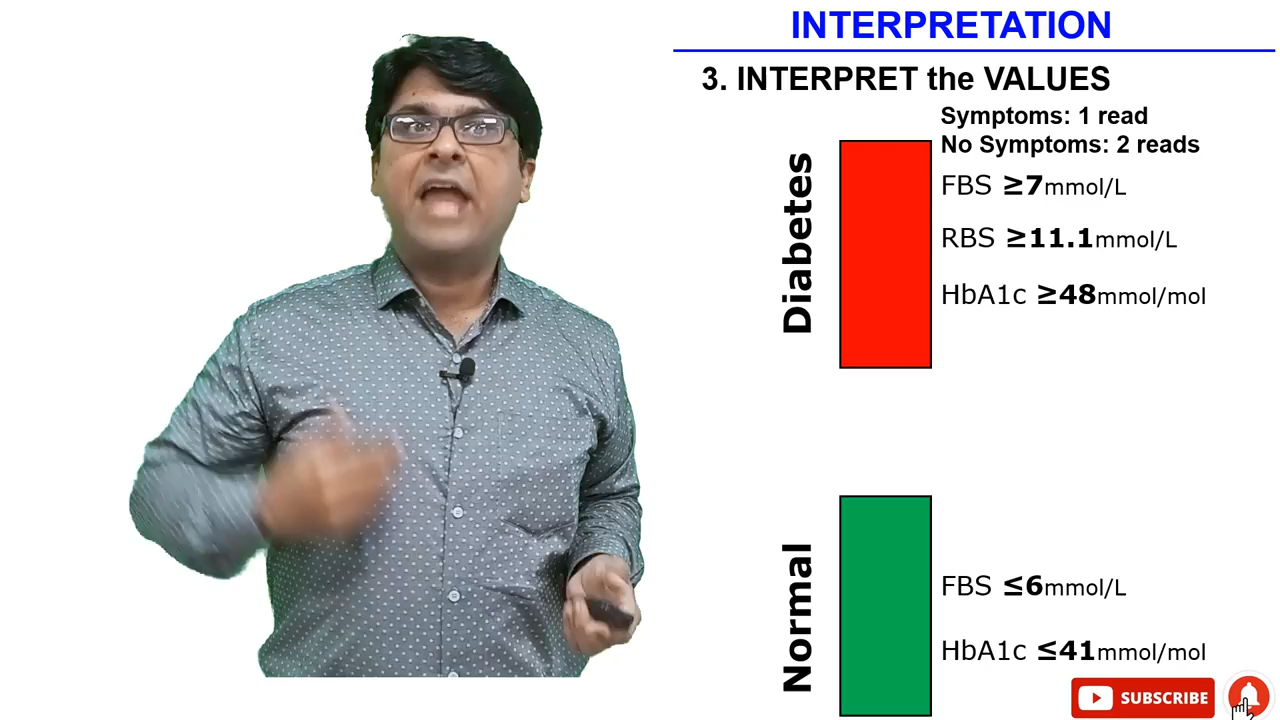 INTERPRETATION
3. INTERPRET the VALUES
Symptoms: 1 read
No Symptoms: 2 reads
Diabetes
FBS ≥7mmol/L
RBS ≥11.1mmol/L
HbA1c ≥48mmol/mol
Normal
FBS ≤6mmol/L
HbA1c ≤41mmol/mol
SUBSCRIBE